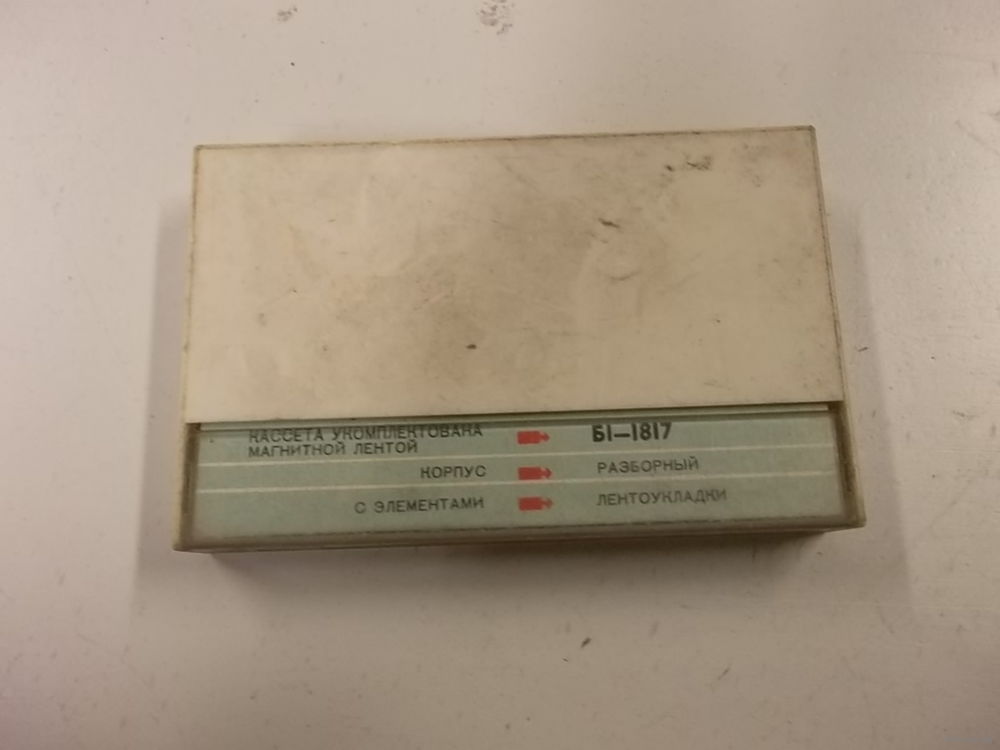 КАССЕТА УКОМПЛЕКТОВАНА
МАГНИТНОЙ ЛЕНТОЙ
Б1—1817
КОРПУС РАЗБОРНЫЙ
С ЭЛЕМЕНТАМИ ЛЕНТОУКЛАДКИ